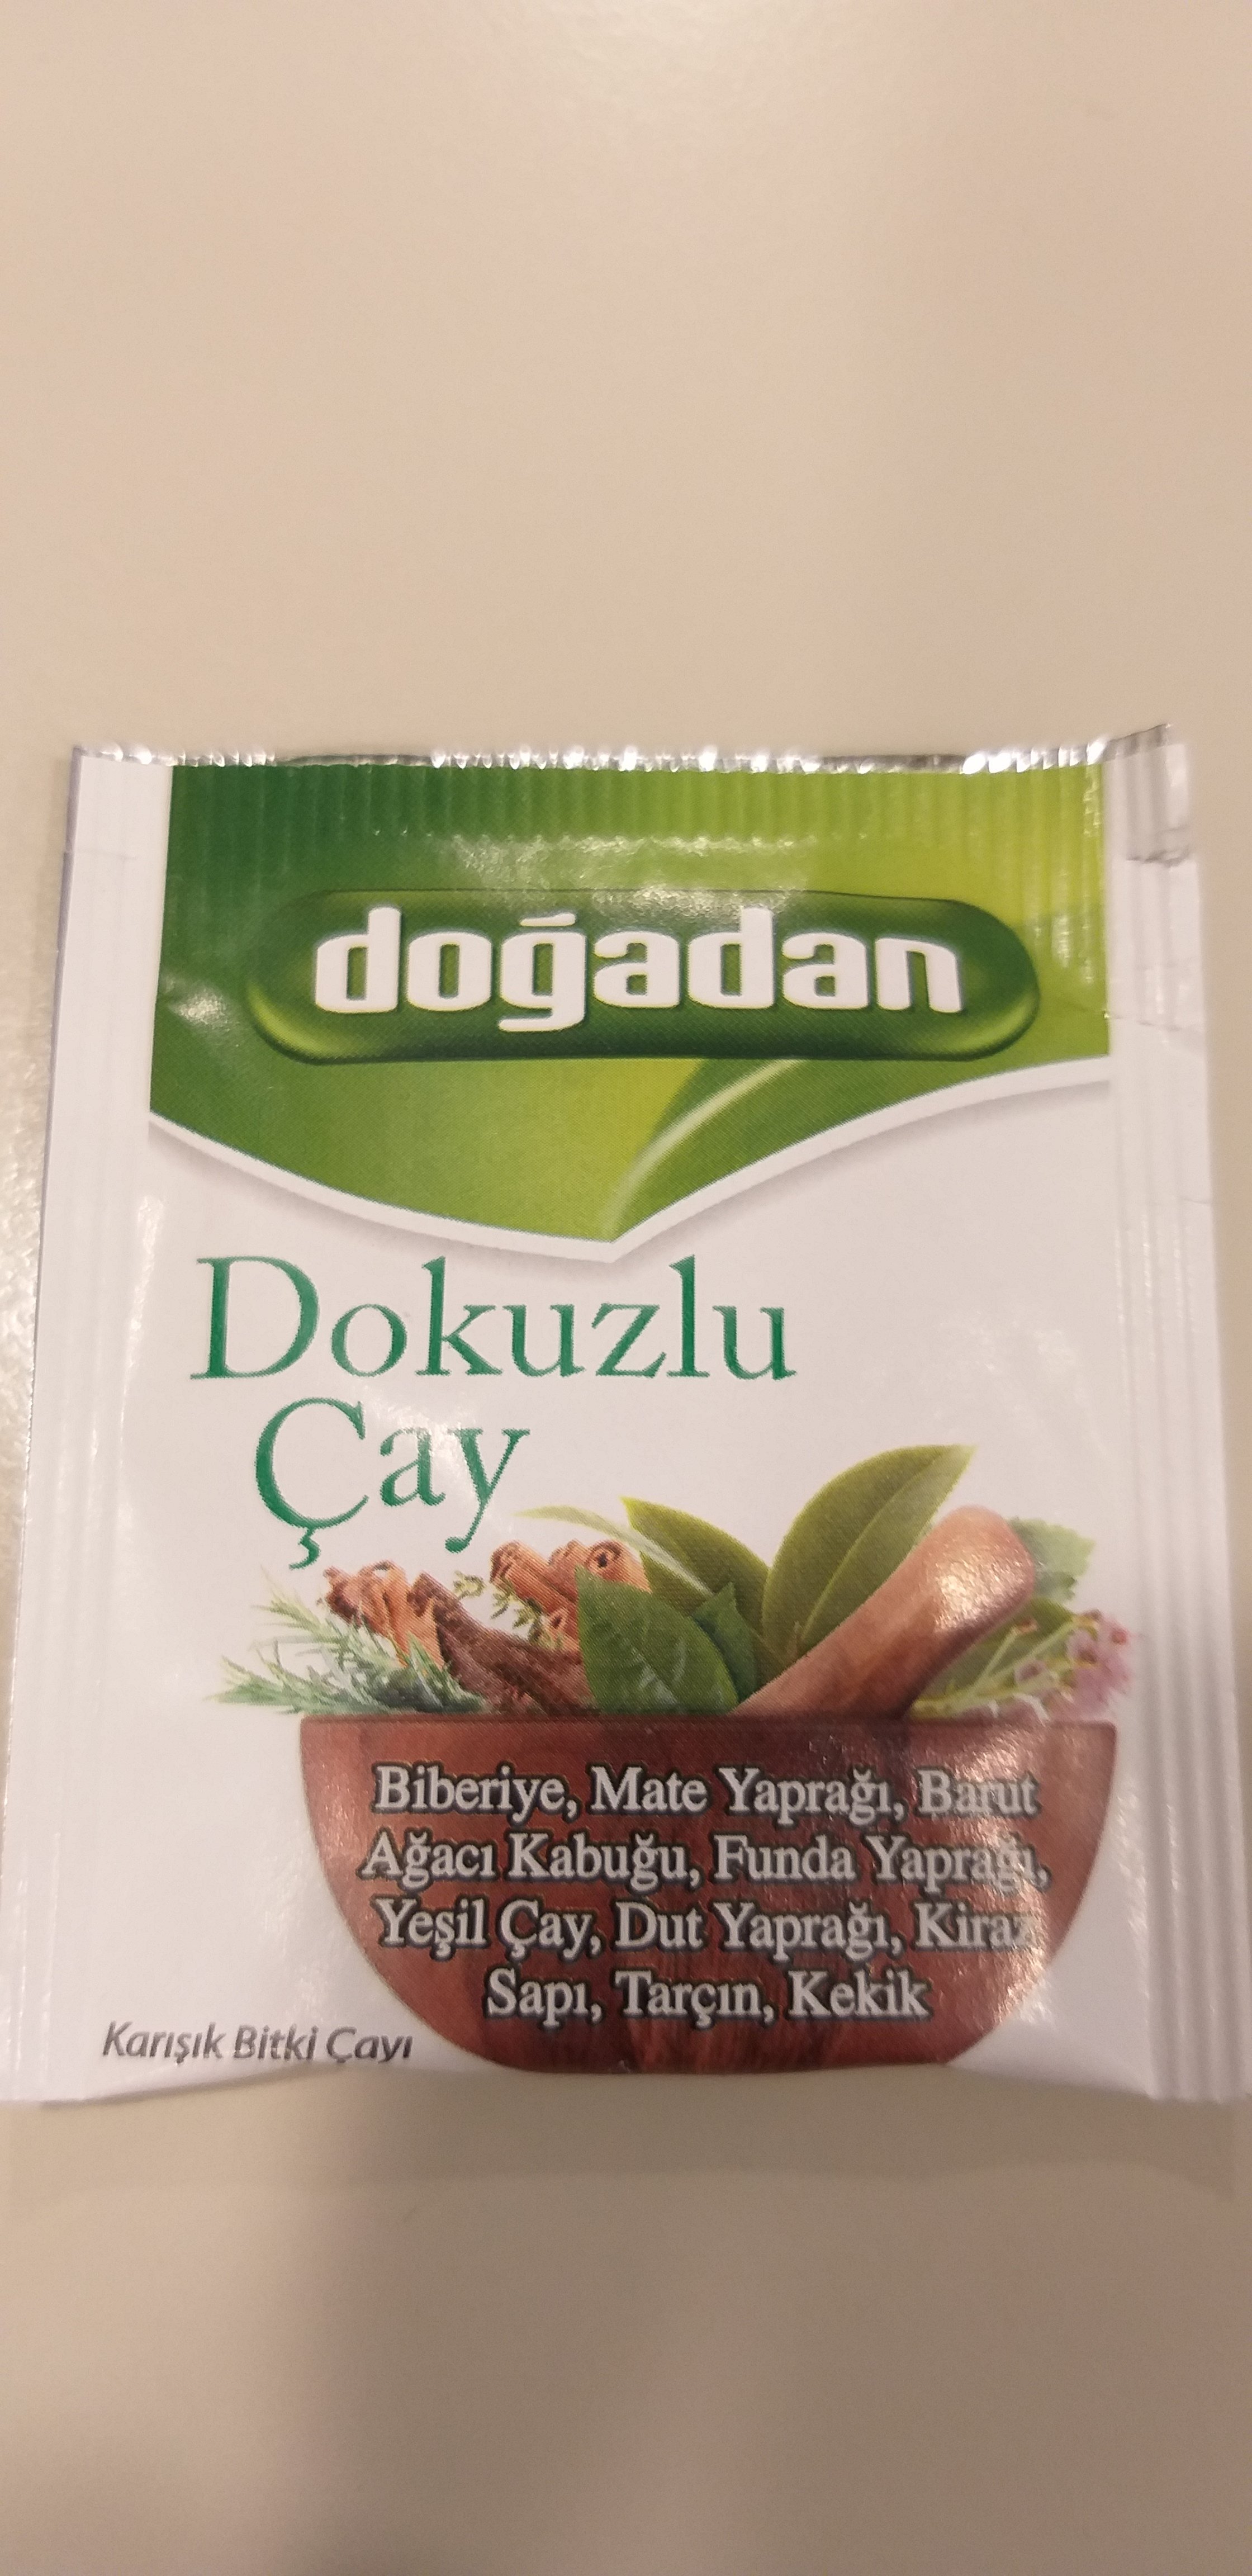 doğadan
Dokuzlu
Çay
Biberiye, Mate Yaprağı, Barut
Ağacı Kabuğu, Funda Yaprağı,
Yeşil Çay, Dut Yaprağı, Kiraz
Sapı, Tarçın, Kekik
Karışık Bitki Çayı